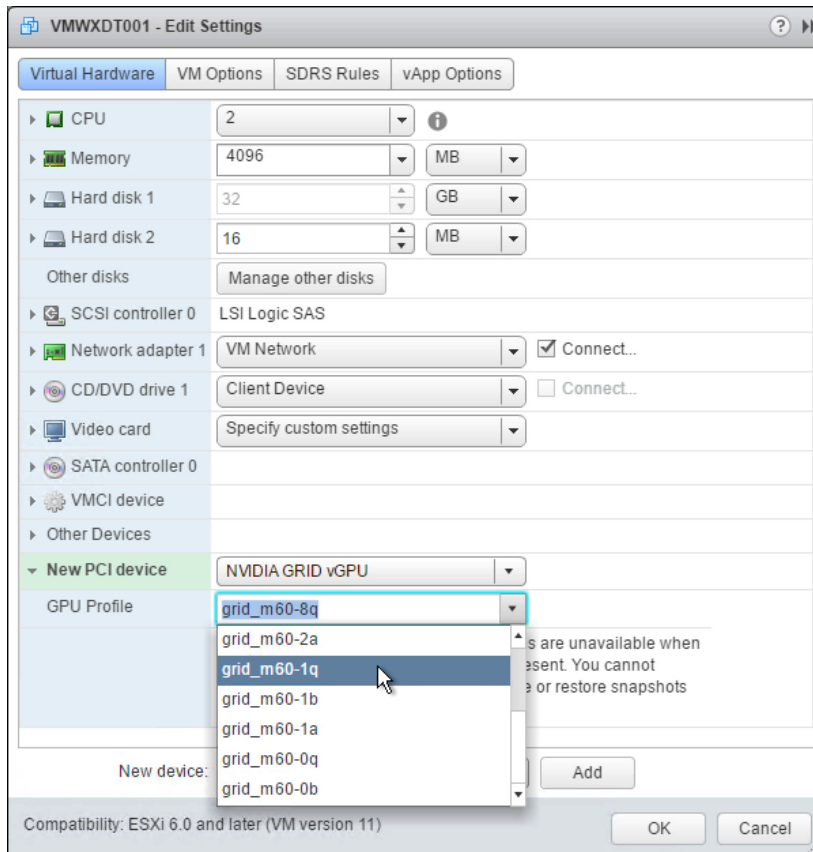 VMWXDT001 - Edit Settings
Virtual Hardware VM Options SDRS Rules vApp Options
CPU 2
Memory 4096 MB
Hard disk 1 32 GB
Hard disk 2 16 MB
Other disks Manage other disks
SCSI controller 0 LSI Logic SAS
Network adapter 1 VM Network Connect...
CD/DVD drive 1 Client Device Connect...
Video card Specify custom settings
SATA controller 0
VMCI device
Other Devices
New PCI device NVIDIA GRID vGPU
GPU Profile grid_m60-8q
grid_m60-2a
s are unavailable when
grid_m60-1q
esent. You cannot
grid_m60-1b
e or restore snapshots
grid_m60-1a
grid_m60-0q
New device: Add
grid_m60-0b
Compatibility: ESXi 6.0 and later (VM version 11) OK Cancel